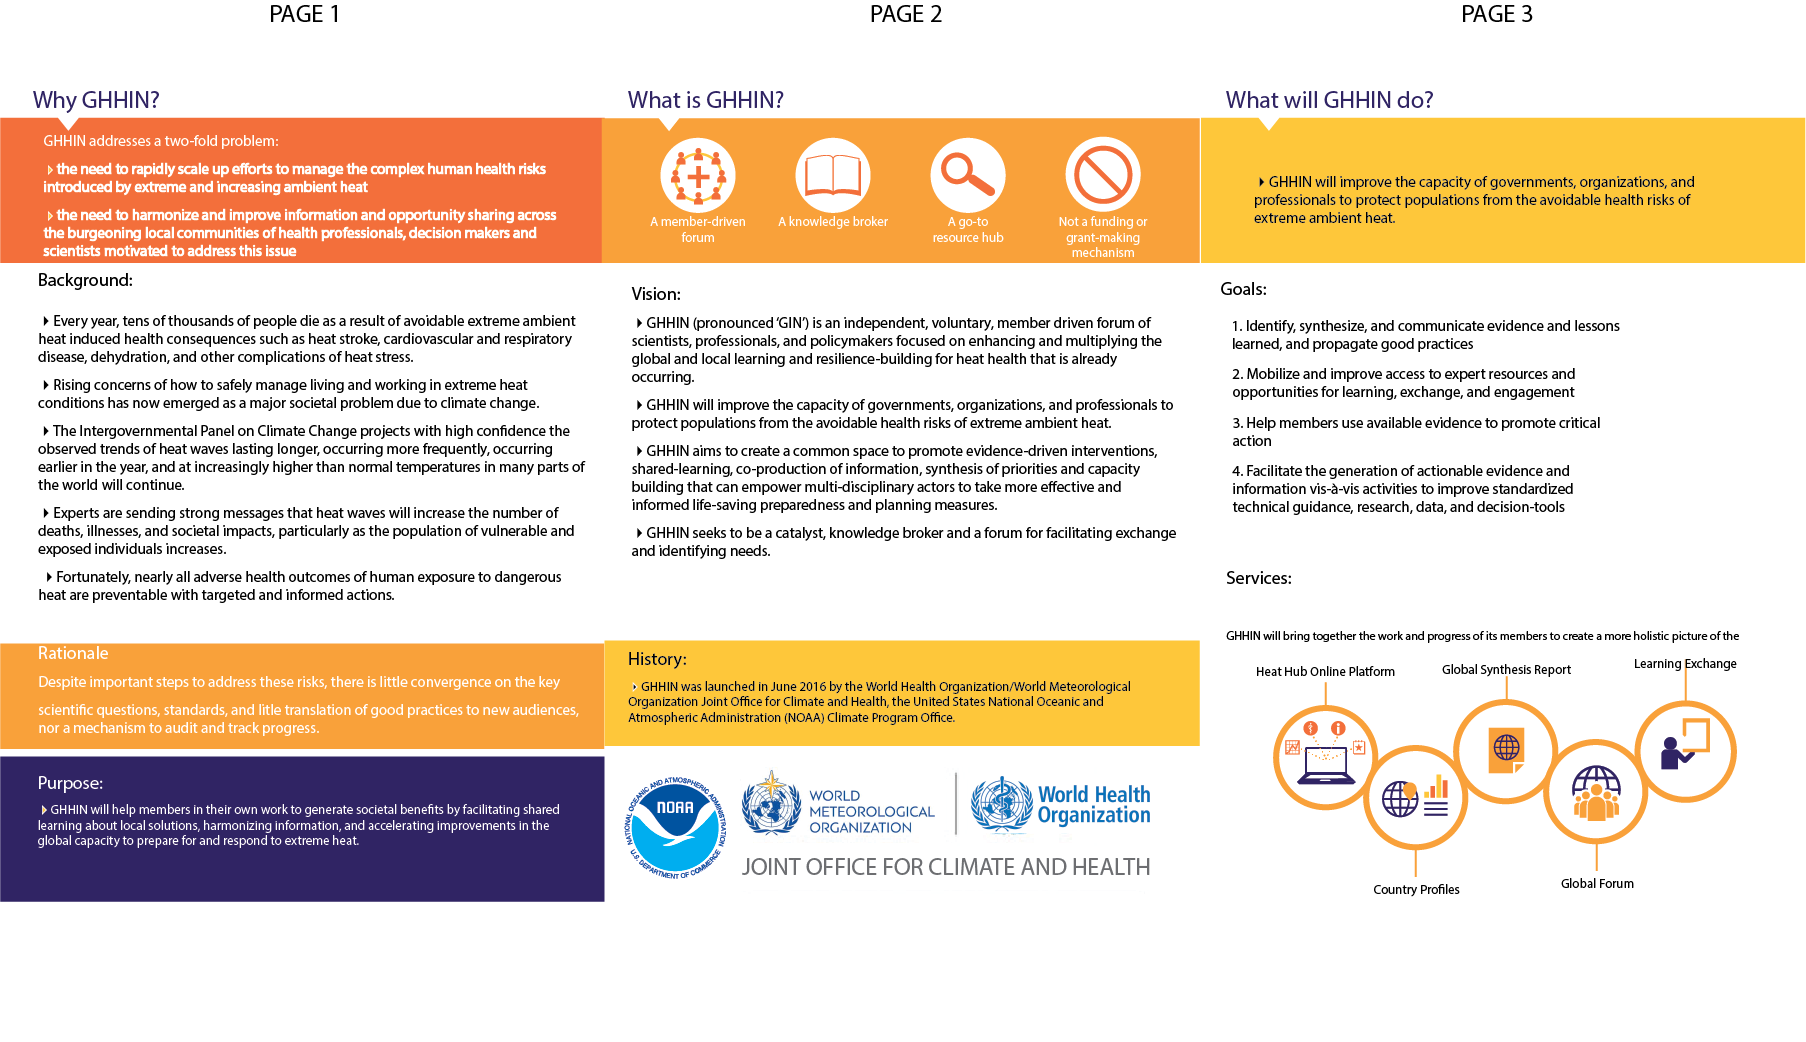 PAGE 1
Why GHHIN?
GHHIN addresses a two-fold problem:
the need to rapidly scale up efforts to manage the complex human health risks
introduced by extreme and increasing ambient heat
the need to harmonize and improve information and opportunity sharing across
the burgeoning local communities of health professionals, decision makers and
scientists motivated to address this issue
Background:
Every year, tens of thousands of people die as a result of avoidable extreme ambient
heat induced health consequences such as heat stroke, cardiovascular and respiratory
disease, dehydration, and other complications of heat stress.
Rising concerns of how to safely manage living and working in extreme heat
conditions has now emerged as a major societal problem due to climate change.
The Intergovernmental Panel on Climate Change projects with high confidence the
observed trends of heat waves lasting longer, occurring more frequently, occurring
earlier in the year, and at increasingly higher than normal temperatures in many parts of
the world will continue.
Experts are sending strong messages that heat waves will increase the number of
deaths, illnesses, and societal impacts, particularly as the population of vulnerable and
exposed individuals increases.
Fortunately, nearly all adverse health outcomes of human exposure to dangerous
heat are preventable with targeted and informed actions.
Rationale
Despite important steps to address these risks, there is little convergence on the key
scientific questions, standards, and little translation of good practices to new audiences,
nor a mechanism to audit and track progress.
Purpose:
GHHIN will help members in their own work to generate societal benefits by facilitating shared
learning about local solutions, harmonizing information, and accelerating improvements in the
global capacity to prepare for and respond to extreme heat.
PAGE 2
What is GHHIN?
A member-driven
forum
A knowledge broker
A go-to
resource hub
Not a funding or
grant-making
mechanism
Vision:
GHHIN (pronounced ‘GIN’) is an independent, voluntary, member driven forum of
scientists, professionals, and policymakers focused on enhancing and multiplying the
global and local learning and resilience-building for heat health that is already
occurring.
GHHIN will improve the capacity of governments, organizations, and professionals to
protect populations from the avoidable health risks of extreme ambient heat.
GHHIN aims to create a common space to promote evidence-driven interventions,
shared-learning, co-production of information, synthesis of priorities and capacity
building that can empower multi-disciplinary actors to take more effective and
informed life-saving preparedness and planning measures.
GHHIN seeks to be a catalyst, knowledge broker and a forum for facilitating exchange
and identifying needs.
History:
GHHIN was launched in June 2016 by the World Health Organization/World Meteorological
Organization Joint Office for Climate and Health, the United States National Oceanic and
Atmospheric Administration (NOAA) Climate Program Office.
NATIONAL OCEANIC AND ATMOSPHERIC ADMINISTRATION
NOAA
U.S. DEPARTMENT OF COMMERCE
WORLD
METEOROLOGICAL
ORGANIZATION
World Health
Organization
JOINT OFFICE FOR CLIMATE AND HEALTH
PAGE 3
What will GHHIN do?
GHHIN will improve the capacity of governments, organizations, and
professionals to protect populations from the avoidable health risks of
extreme ambient heat.
Goals:
1. Identify, synthesize, and communicate evidence and lessons
learned, and propagate good practices
2. Mobilize and improve access to expert resources and
opportunities for learning, exchange, and engagement
3. Help members use available evidence to promote critical
action
4. Facilitate the generation of actionable evidence and
information vis-à-vis activities to improve standardized
technical guidance, research, data, and decision-tools
Services:
GHHIN will bring together the work and progress of its members to create a more holistic picture of the
Heat Hub Online Platform
Global Synthesis Report
Learning Exchange
Country Profiles
Global Forum